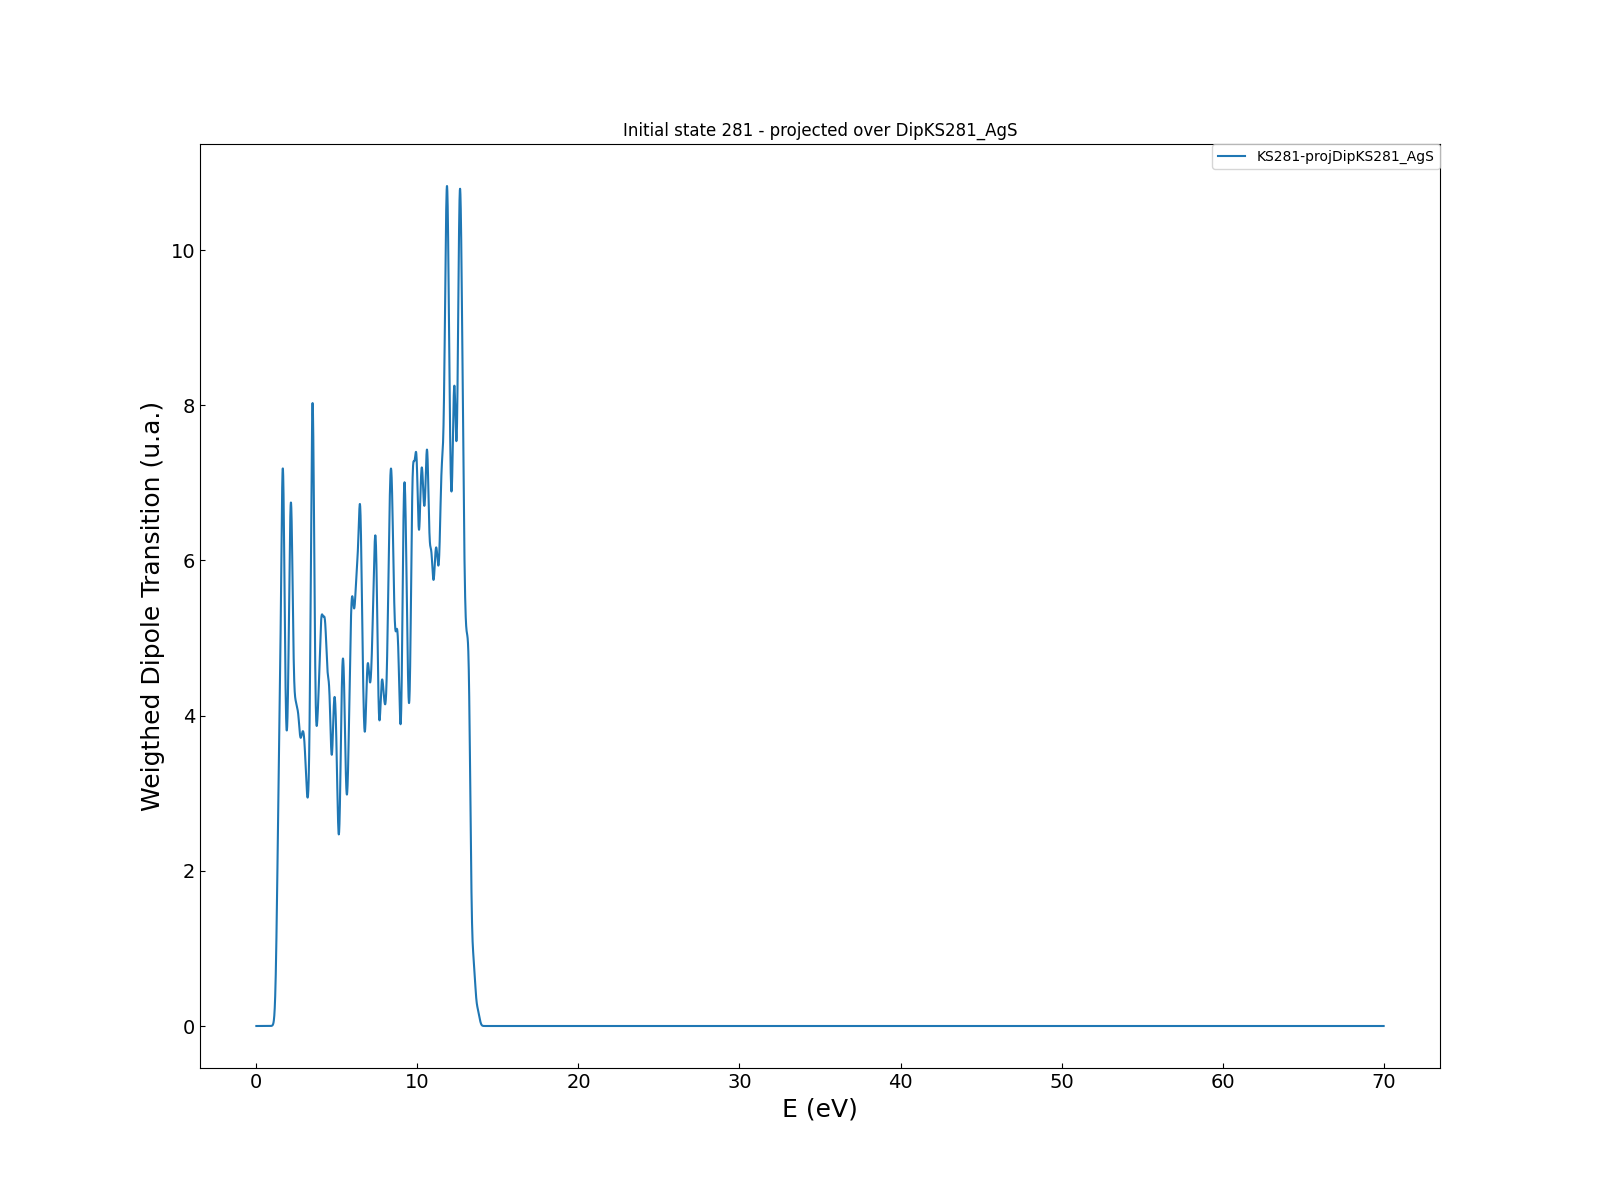 Initial state 281 - projected over DipKS281_AgS
KS281-projDipKS281_AgS
Weigthed Dipole Transition (u.a.)
10
8
6
4
2
0
0 10 20 30 40 50 60 70
E (eV)